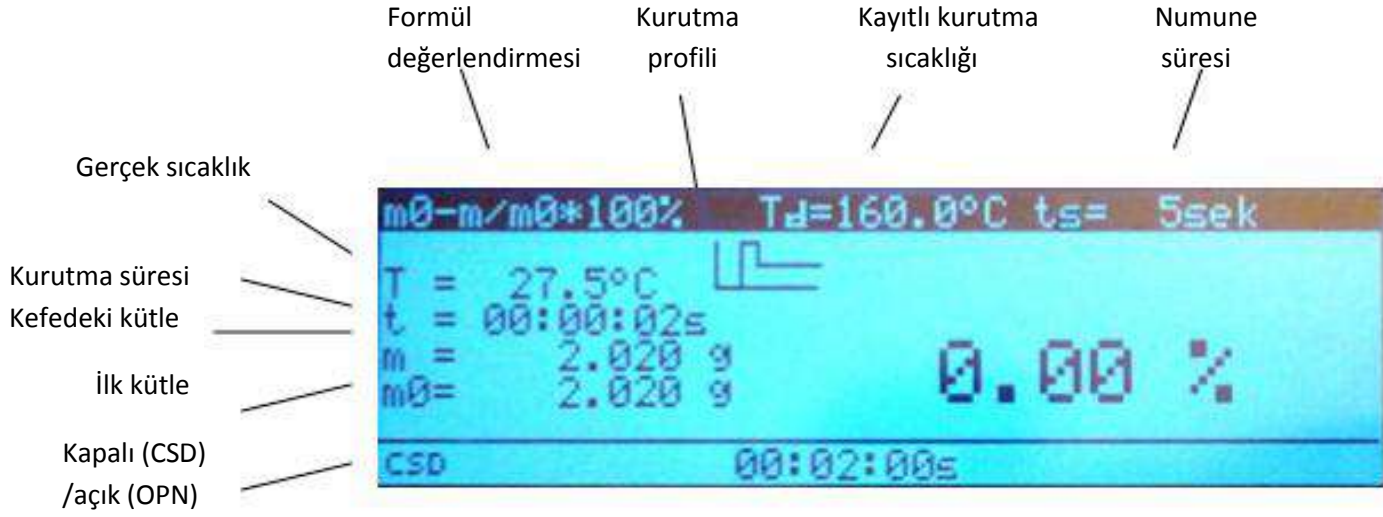 Formül
değerlendirmesi
Kurutma
profili
Kayıtlı kurutma
sıcaklığı
Numune
süresi
Gerçek sıcaklık
Kurutma süresi
Kefedeki kütle
İlk kütle
Kapalı (CSD)
/açık (OPN)
m0-m/m0*100% Td=160.0°C ts= 5sek
T = 27.5°C
t = 00:00:02s
m = 2.020 g
m0= 2.020 g
0.00 %
CSD 00:02:00s